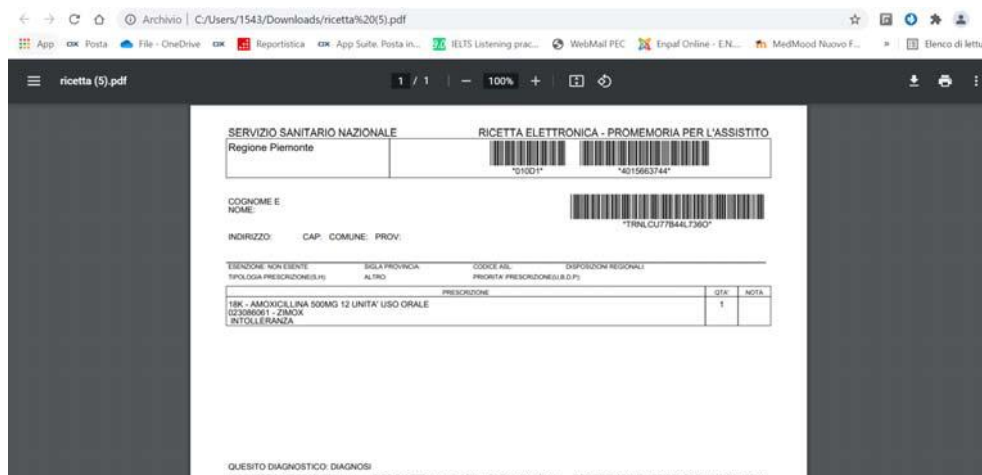 Archivio | C:/Users/1543/Downloads/ricetta%20(5).pdf
App Posta File - OneDrive Reportistica App Suite. Posta in... IELTS Listening prac... WebMail PEC Enpaf Online - E.N... MedMood Nuovo F... » Elenco di lettu
ricetta (5).pdf 1 / 1 — 100% +
SERVIZIO SANITARIO NAZIONALE RICETTA ELETTRONICA - PROMEMORIA PER L'ASSISTITO
Regione Piemonte
*010D1* *4015663744*
COGNOME E
NOME:
*TRNLCU77B44L736O*
INDIRIZZO: CAP: COMUNE: PROV:
ESENZIONE: NON ESENTE SIGLA PROVINCIA: CODICE ASL: DISPOSIZIONI REGIONALI:
TIPOLOGIA PRESCRIZIONE(S,H): ALTRO: PRIORITA' PRESCRIZIONE(U,B,D,P):
PRESCRIZIONE QTA' NOTA
18K - AMOXICILLINA 500MG 12 UNITA' USO ORALE 1
023086061 - ZIMOX
INTOLLERANZA
QUESITO DIAGNOSTICO: DIAGNOSI